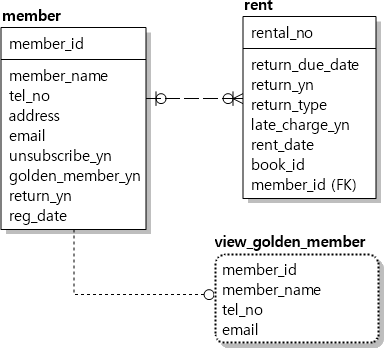 member
member_id
member_name
tel_no
address
email
unsubscribe_yn
golden_member_yn
return_yn
reg_date
rent
rental_no
return_due_date
return_yn
return_type
late_charge_yn
rent_date
book_id
member_id (FK)
view_golden_member
member_id
member_name
tel_no
email